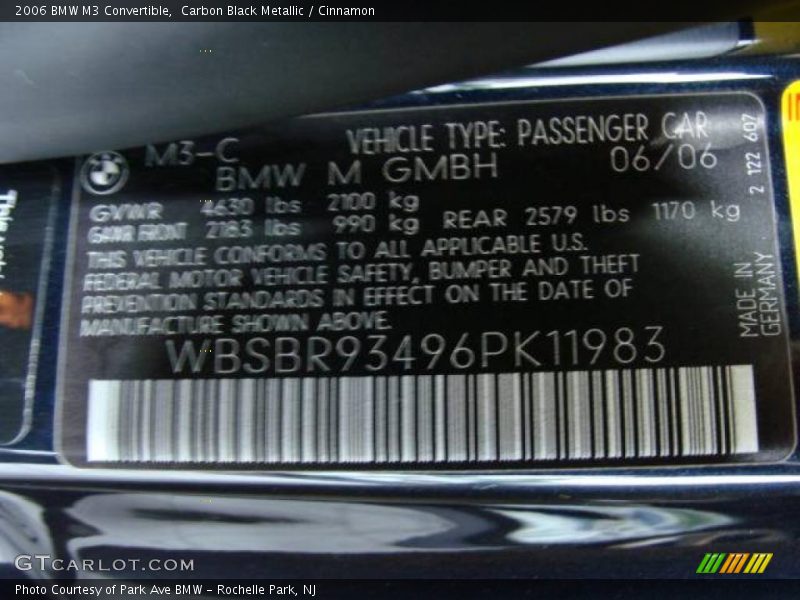 2006 BMW M3 Convertible,  Carbon Black Metallic / Cinnamon
M3-C
VEHICLE TYPE: PASSENGER CAR
BMW M GMBH
06/06
GVWR 4630 lbs 2100 kg
GAWR FRONT 2183 lbs 990 kg REAR 2579 lbs 1170 kg
THIS VEHICLE CONFORMS TO ALL APPLICABLE U.S.
FEDERAL MOTOR VEHICLE SAFETY, BUMPER AND THEFT
PREVENTION STANDARDS IN EFFECT ON THE DATE OF
MANUFACTURE SHOWN ABOVE.
WBSBR93496PK11983
2 122 607
MADE IN
GERMANY
This
GTCARLOT.COM
Photo Courtesy of Park Ave BMW - Rochelle Park, NJ